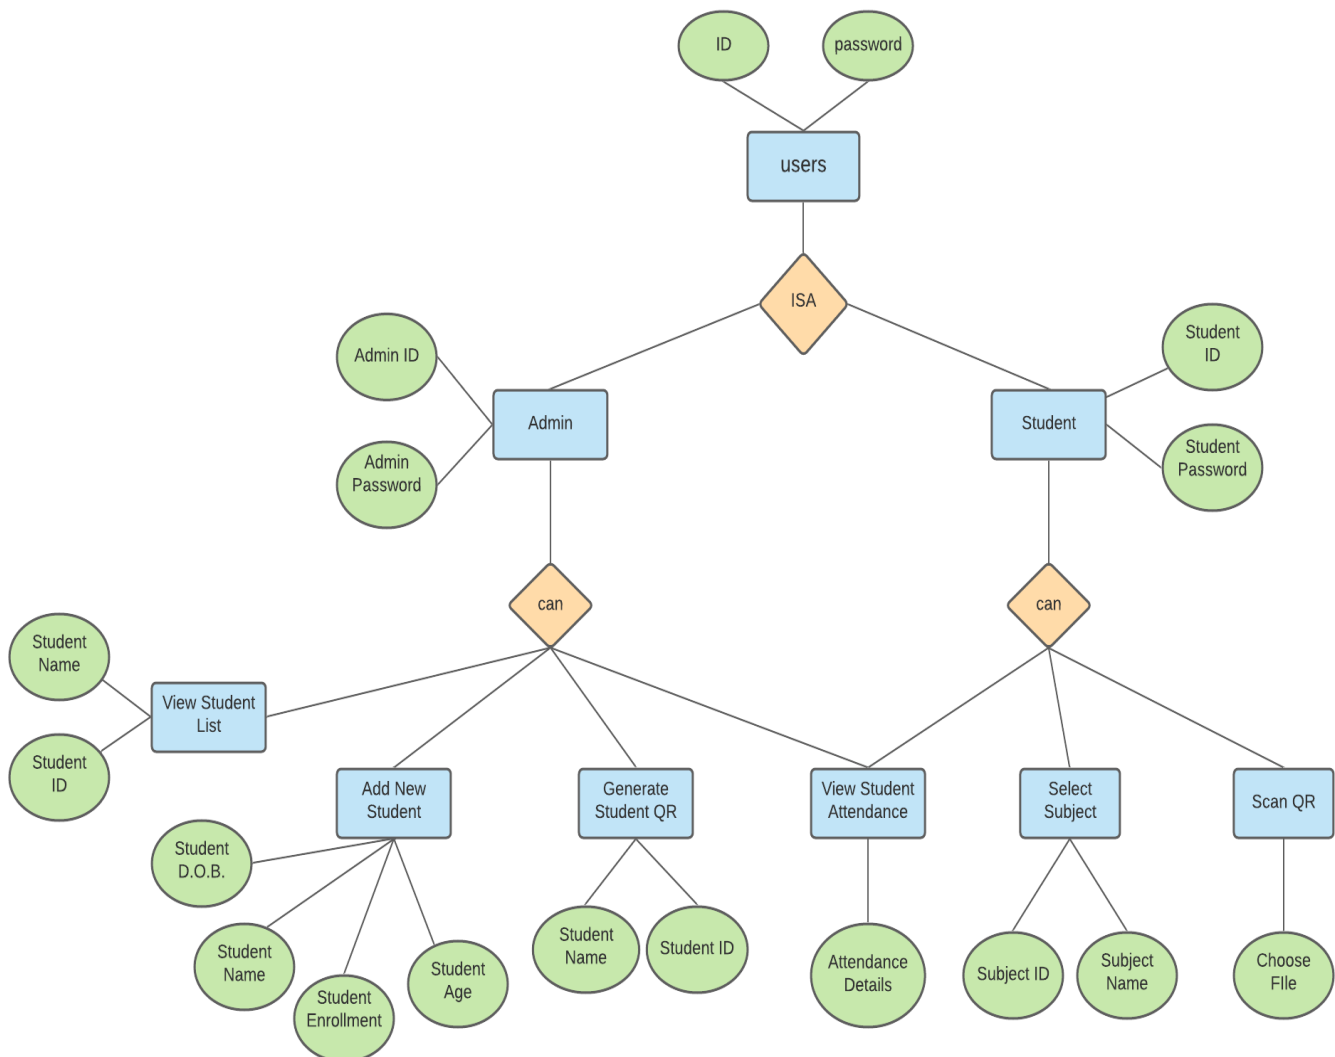 ID
password
users
ISA
Admin ID
Admin
Password
Admin
Student
Student
ID
Student
Password
can
can
Student
Name
Student
ID
View Student
List
Add New
Student
Generate
Student QR
View Student
Attendance
Select
Subject
Scan QR
Student
D.O.B.
Student
Name
Student
Enrollment
Student
Age
Student
Name
Student ID
Attendance
Details
Subject ID
Subject
Name
Choose
FIle